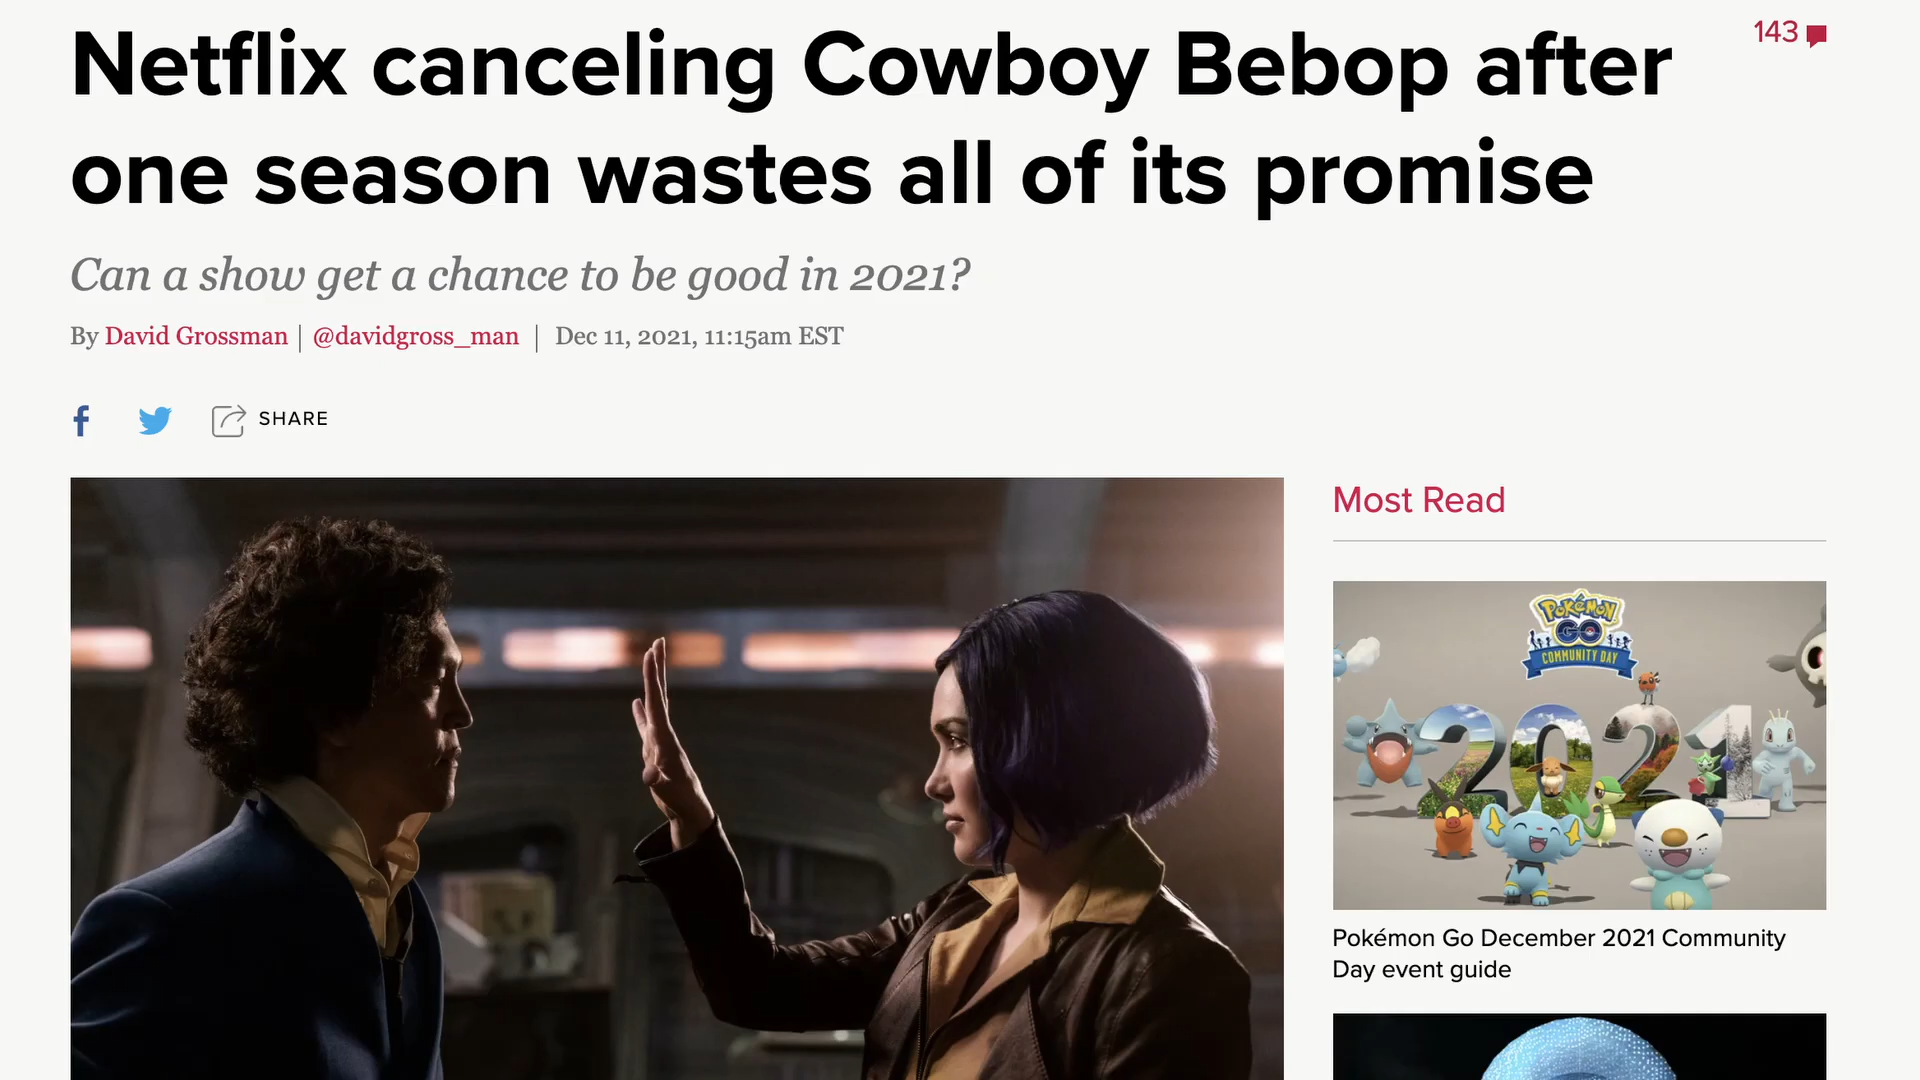 Netflix canceling Cowboy Bebop after
one season wastes all of its promise
143
Can a show get a chance to be good in 2021?
By David Grossman | @davidgross_man | Dec 11, 2021, 11:15am EST
SHARE
Most Read
POKÉMON
GO
COMMUNITY DAY
2021
Pokémon Go December 2021 Community
Day event guide